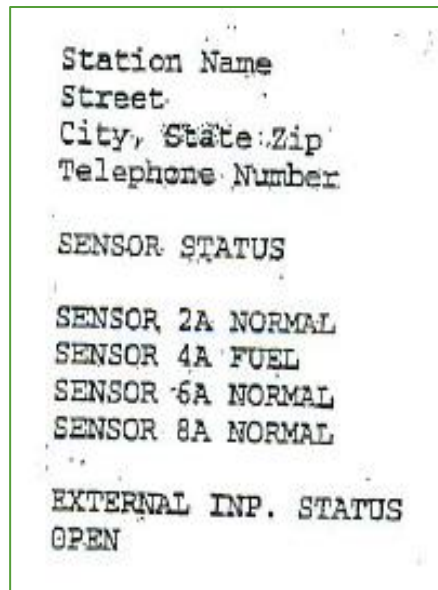 Station Name
Street
City, State Zip
Telephone Number
SENSOR STATUS
SENSOR 2A NORMAL
SENSOR 4A FUEL
SENSOR 6A NORMAL
SENSOR 8A NORMAL
EXTERNAL INP. STATUS
OPEN